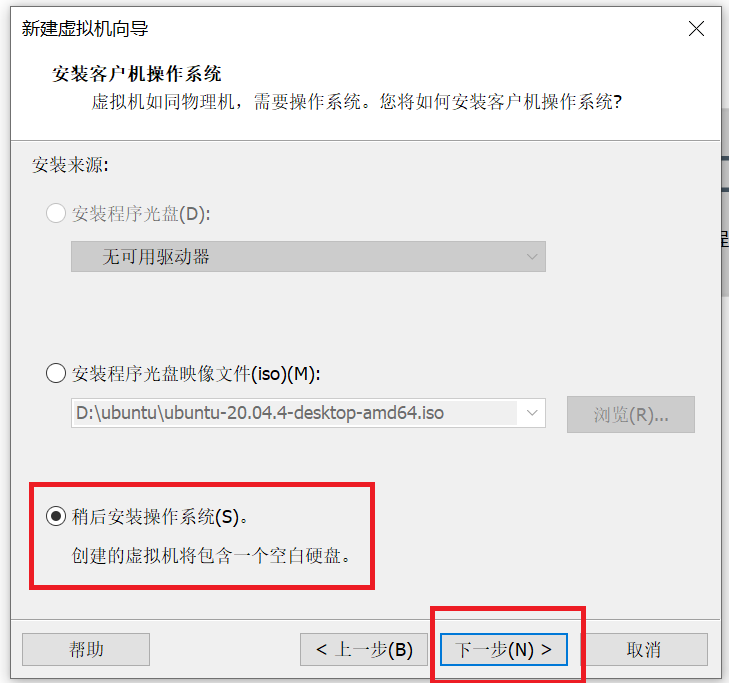 新建虚拟机向导
安装客户机操作系统
虚拟机如同物理机，需要操作系统。您将如何安装客户机操作系统?
安装来源:
安装程序光盘(D):
无可用驱动器
安装程序光盘映像文件(iso)(M):
D:\ubuntu\ubuntu-20.04.4-desktop-amd64.iso
浏览(R)...
稍后安装操作系统(S)。
创建的虚拟机将包含一个空白硬盘。
帮助
< 上一步(B)
下一步(N) >
取消